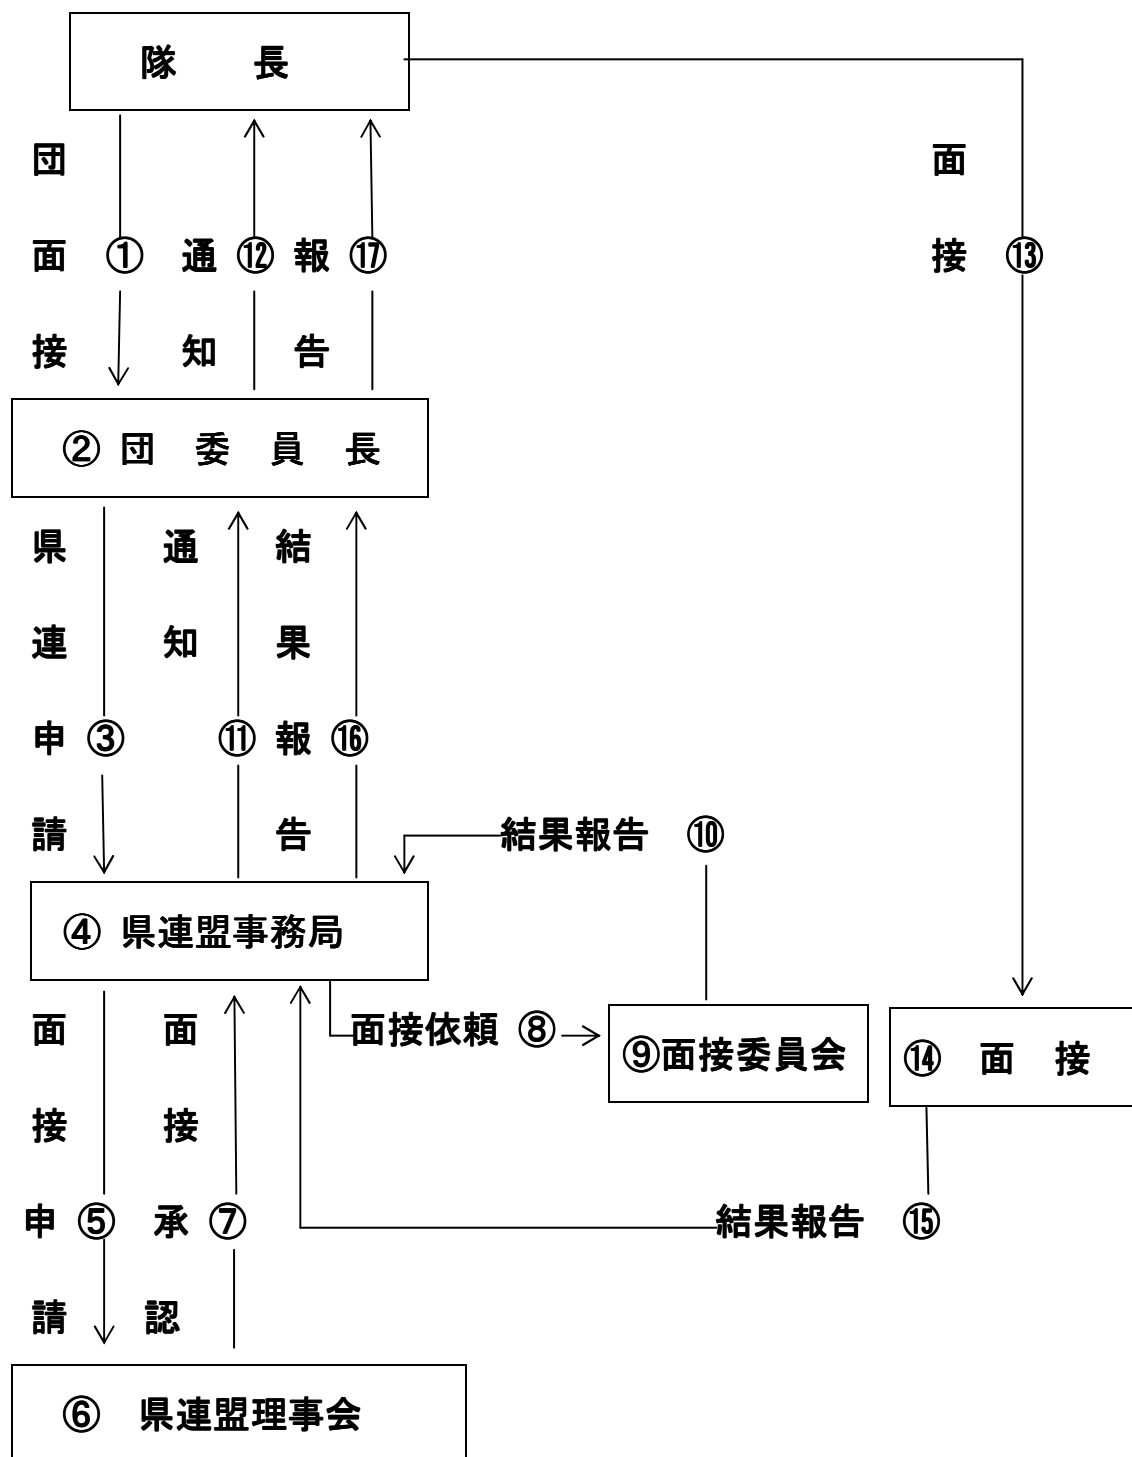 隊 長
団面接 ①
通知 ⑫
報告 ⑰
面接 ⑬
② 団 委 員 長
県連申請 ③
通知 ⑪
結果報告 ⑯
結果報告 ⑩
④ 県連盟事務局
面接依頼 ⑧
⑨面接委員会
⑭ 面 接
面接申請 ⑤
面接承認 ⑦
結果報告 ⑮
⑥ 県連盟理事会